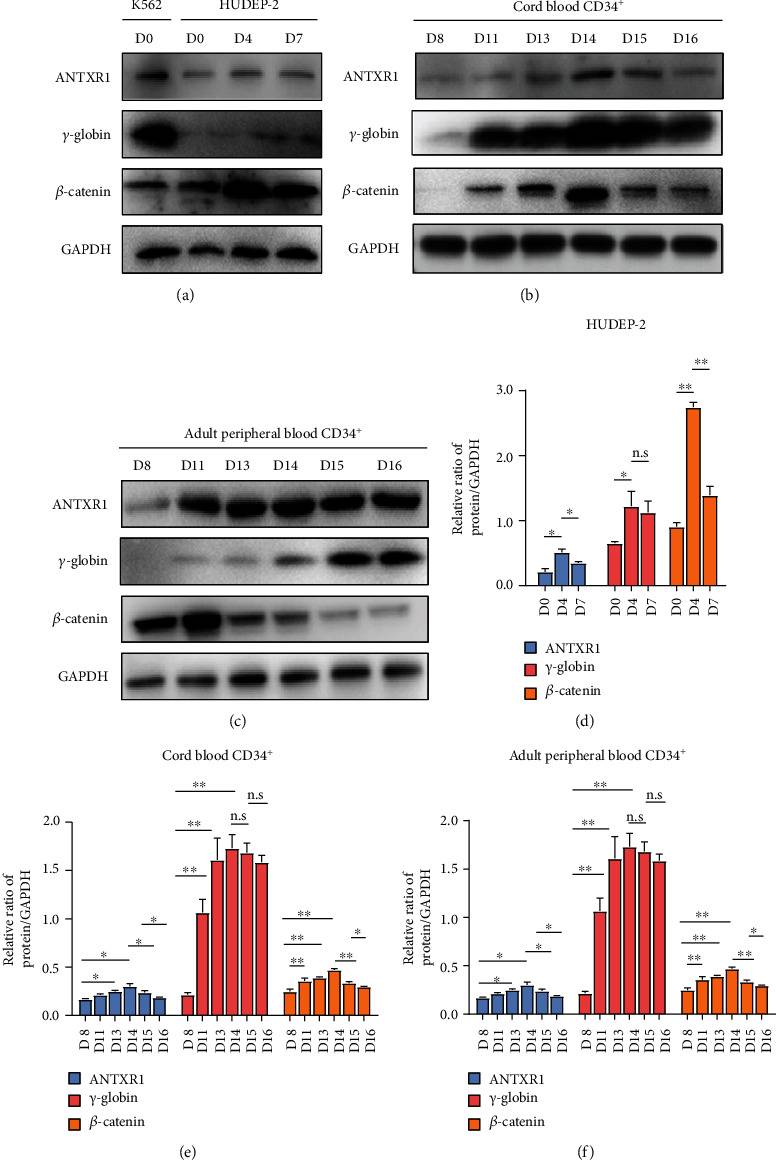 K562 HUDEP-2
D0 D0 D4 D7
ANTXR1
γ-globin
β-catenin
GAPDH
(a)
Cord blood CD34⁺
D8 D11 D13 D14 D15 D16
ANTXR1
γ-globin
β-catenin
GAPDH
(b)
Adult peripheral blood CD34⁺
D8 D11 D13 D14 D15 D16
ANTXR1
γ-globin
β-catenin
GAPDH
(c)
HUDEP-2
Relative ratio of
protein/GAPDH
3.0
2.0
1.0
0.0
* * * n.s ** **
D0 D4 D7 D0 D4 D7 D0 D4 D7
ANTXR1
γ-globin
β-catenin
(d)
Cord blood CD34⁺
Relative ratio of
protein/GAPDH
2.0
1.5
1.0
0.5
0.0
* * * * ** ** ** n.s n.s ** ** ** ** *
D 8 D11 D13 D14 D15 D16 D 8 D11 D13 D14 D15 D16 D 8 D11 D13 D14 D15 D16
ANTXR1
γ-globin
β-catenin
(e)
Adult peripheral blood CD34⁺
Relative ratio of
protein/GAPDH
2.0
1.5
1.0
0.5
0.0
* * * * ** ** ** n.s n.s ** ** ** ** *
D 8 D11 D13 D14 D15 D16 D 8 D11 D13 D14 D15 D16 D 8 D11 D13 D14 D15 D16
ANTXR1
γ-globin
β-catenin
(f)